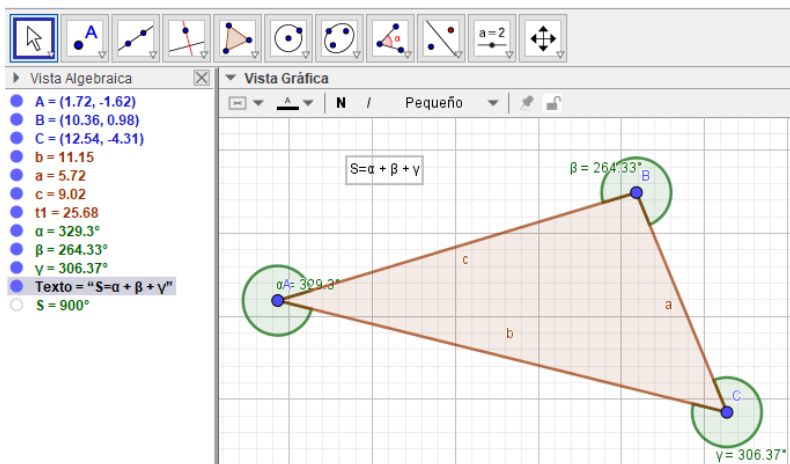 A
α
a = 2
Vista Algebraica
Vista Gráfica
A = (1.72, -1.62)
B = (10.36, 0.98)
C = (12.54, -4.31)
b = 11.15
a = 5.72
c = 9.02
t1 = 25.68
α = 329.3°
β = 264.33°
γ = 306.37°
Texto = “S=α + β + γ”
S = 900°
A N I Pequeño
S=α + β + γ
β = 264.33°
B
c
α = 329.3°
A
a
b
C
γ = 306.37°